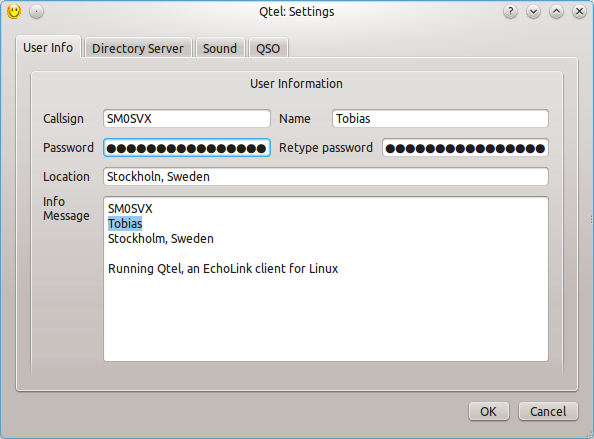 Qtel: Settings
User Info Directory Server Sound QSO
User Information
Callsign SM0SVX Name Tobias
Password ●●●●●●●●●●●●●●●● Retype password ●●●●●●●●●●●●●●●●
Location Stockholn, Sweden
Info
Message
SM0SVX
Tobias
Stockholm, Sweden
Running Qtel, an EchoLink client for Linux
OK Cancel